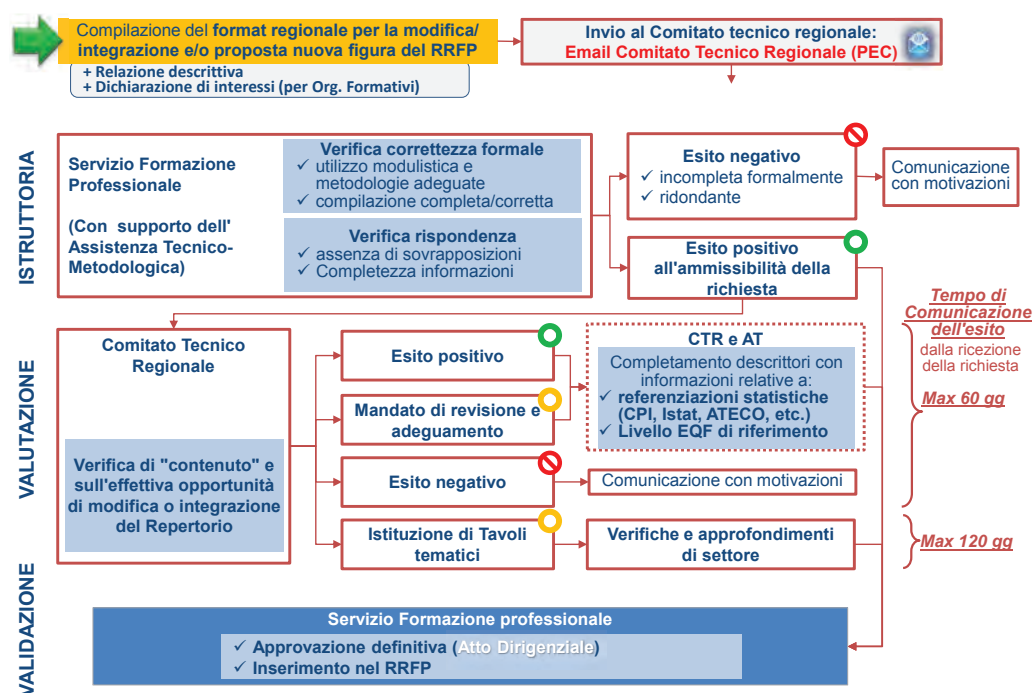 Compilazione del format regionale per la modifica/
integrazione e/o proposta nuova figura del RRFP
+ Relazione descrittiva
+ Dichiarazione di interessi (per Org. Formativi)
Invio al Comitato tecnico regionale:
Email Comitato Tecnico Regionale (PEC)
ISTRUTTORIA
Servizio Formazione
Professionale
(Con supporto dell'
Assistenza Tecnico-
Metodologica)
Verifica correttezza formale
✓ utilizzo modulistica e
metodologie adeguate
✓ compilazione completa/corretta
Verifica rispondenza
✓ assenza di sovrapposizioni
✓ Completezza informazioni
Esito negativo
✓ incompleta formalmente
✓ ridondante
Comunicazione
con motivazioni
Esito positivo
all'ammissibilità della
richiesta
Tempo di
Comunicazione
dell'esito
dalla ricezione
della richiesta
Max 60 gg
Max 120 gg
VALUTAZIONE
Comitato Tecnico
Regionale
Verifica di "contenuto" e
sull'effettiva opportunità
di modifica o integrazione
del Repertorio
Esito positivo
Mandato di revisione e
adeguamento
Esito negativo
Istituzione di Tavoli
tematici
CTR e AT
Completamento descrittori con
informazioni relative a:
✓ referenziazioni statistiche
(CPI, Istat, ATECO, etc.)
✓ Livello EQF di riferimento
Comunicazione con motivazioni
Verifiche e approfondimenti
di settore
VALIDAZIONE
Servizio Formazione professionale
✓ Approvazione definitiva (Atto Dirigenziale)
✓ Inserimento nel RRFP